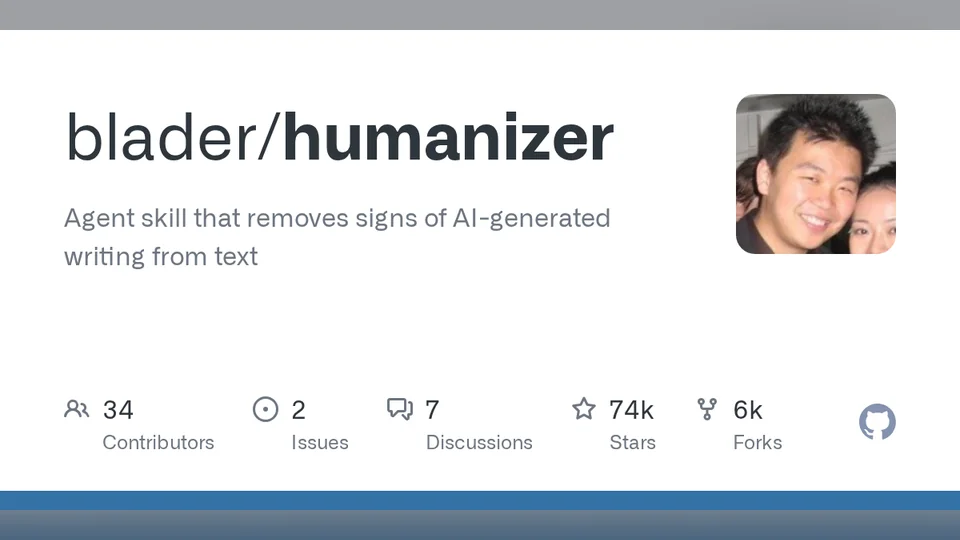 blader/humanizer
Agent skill that removes signs of AI-generated
writing from text
34 2 7 74k 6k
Contributors Issues Discussions Stars Forks